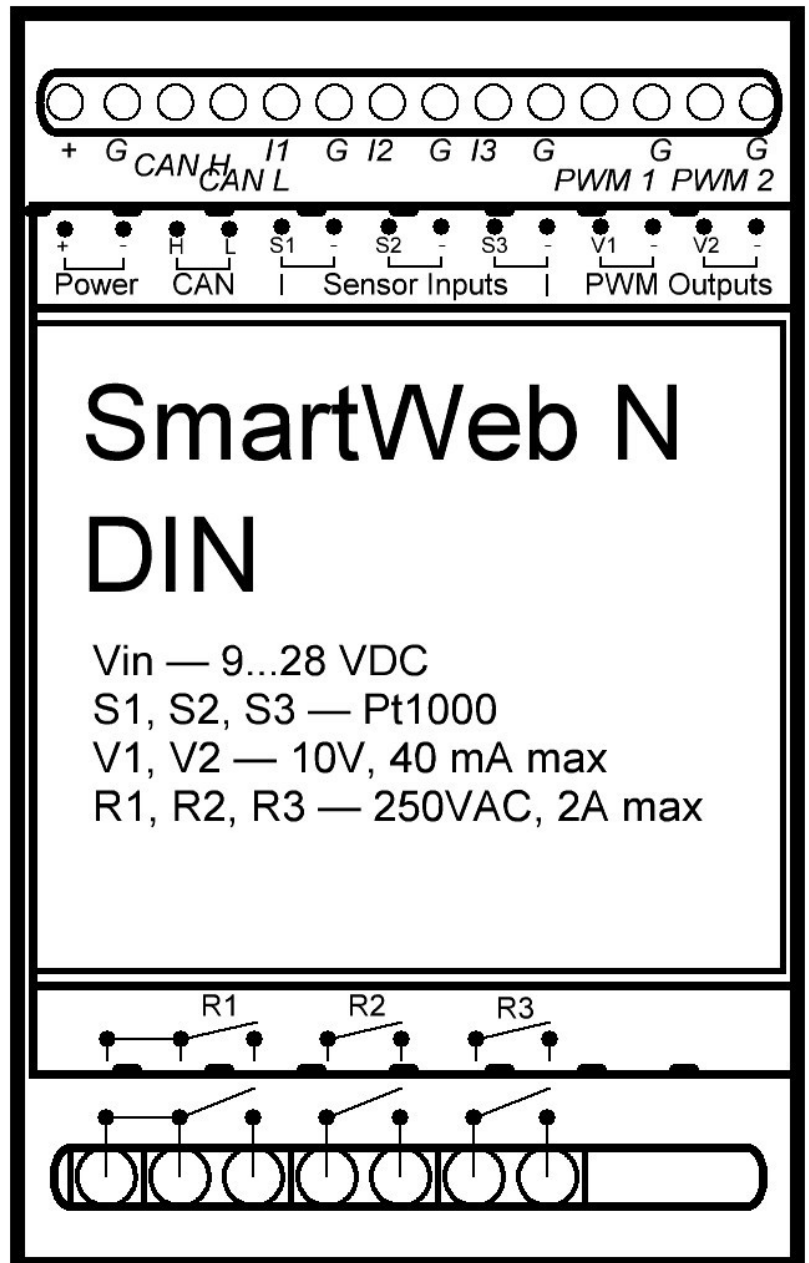 + G CAN H CAN L I1 G I2 G I3 G PWM 1 G PWM 2 G
+ - H L S1 - S2 - S3 - V1 - V2 -
Power CAN | Sensor Inputs | PWM Outputs
SmartWeb N
DIN
Vin — 9...28 VDC
S1, S2, S3 — Pt1000
V1, V2 — 10V, 40 mA max
R1, R2, R3 — 250VAC, 2A max
R1 R2 R3